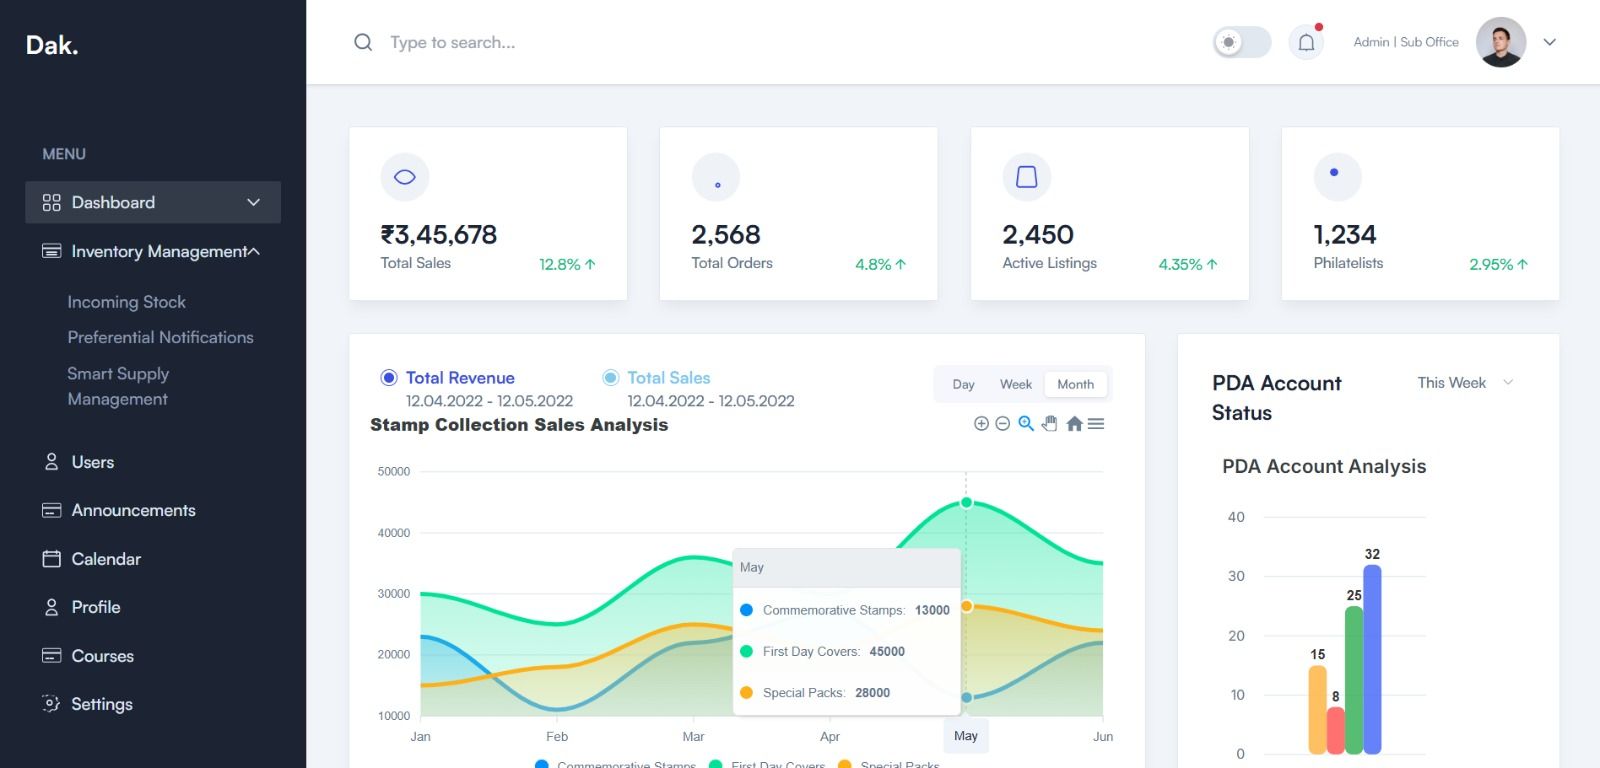 Dak.
Type to search...
Admin | Sub Office
MENU
Dashboard
Inventory Management
Incoming Stock
Preferential Notifications
Smart Supply
Management
Users
Announcements
Calendar
Profile
Courses
Settings
₹3,45,678
Total Sales
12.8%
2,568
Total Orders
4.8%
2,450
Active Listings
4.35%
1,234
Philatelists
2.95%
Total Revenue
12.04.2022 - 12.05.2022
Total Sales
12.04.2022 - 12.05.2022
Day Week Month
Stamp Collection Sales Analysis
50000
40000
30000
20000
10000
May
Commemorative Stamps: 13000
First Day Covers: 45000
Special Packs: 28000
Jan Feb Mar Apr May Jun
Commemorative Stamps First Day Covers Special Packs
PDA Account
Status
This Week
PDA Account Analysis
40
30
20
10
0
15
8
25
32